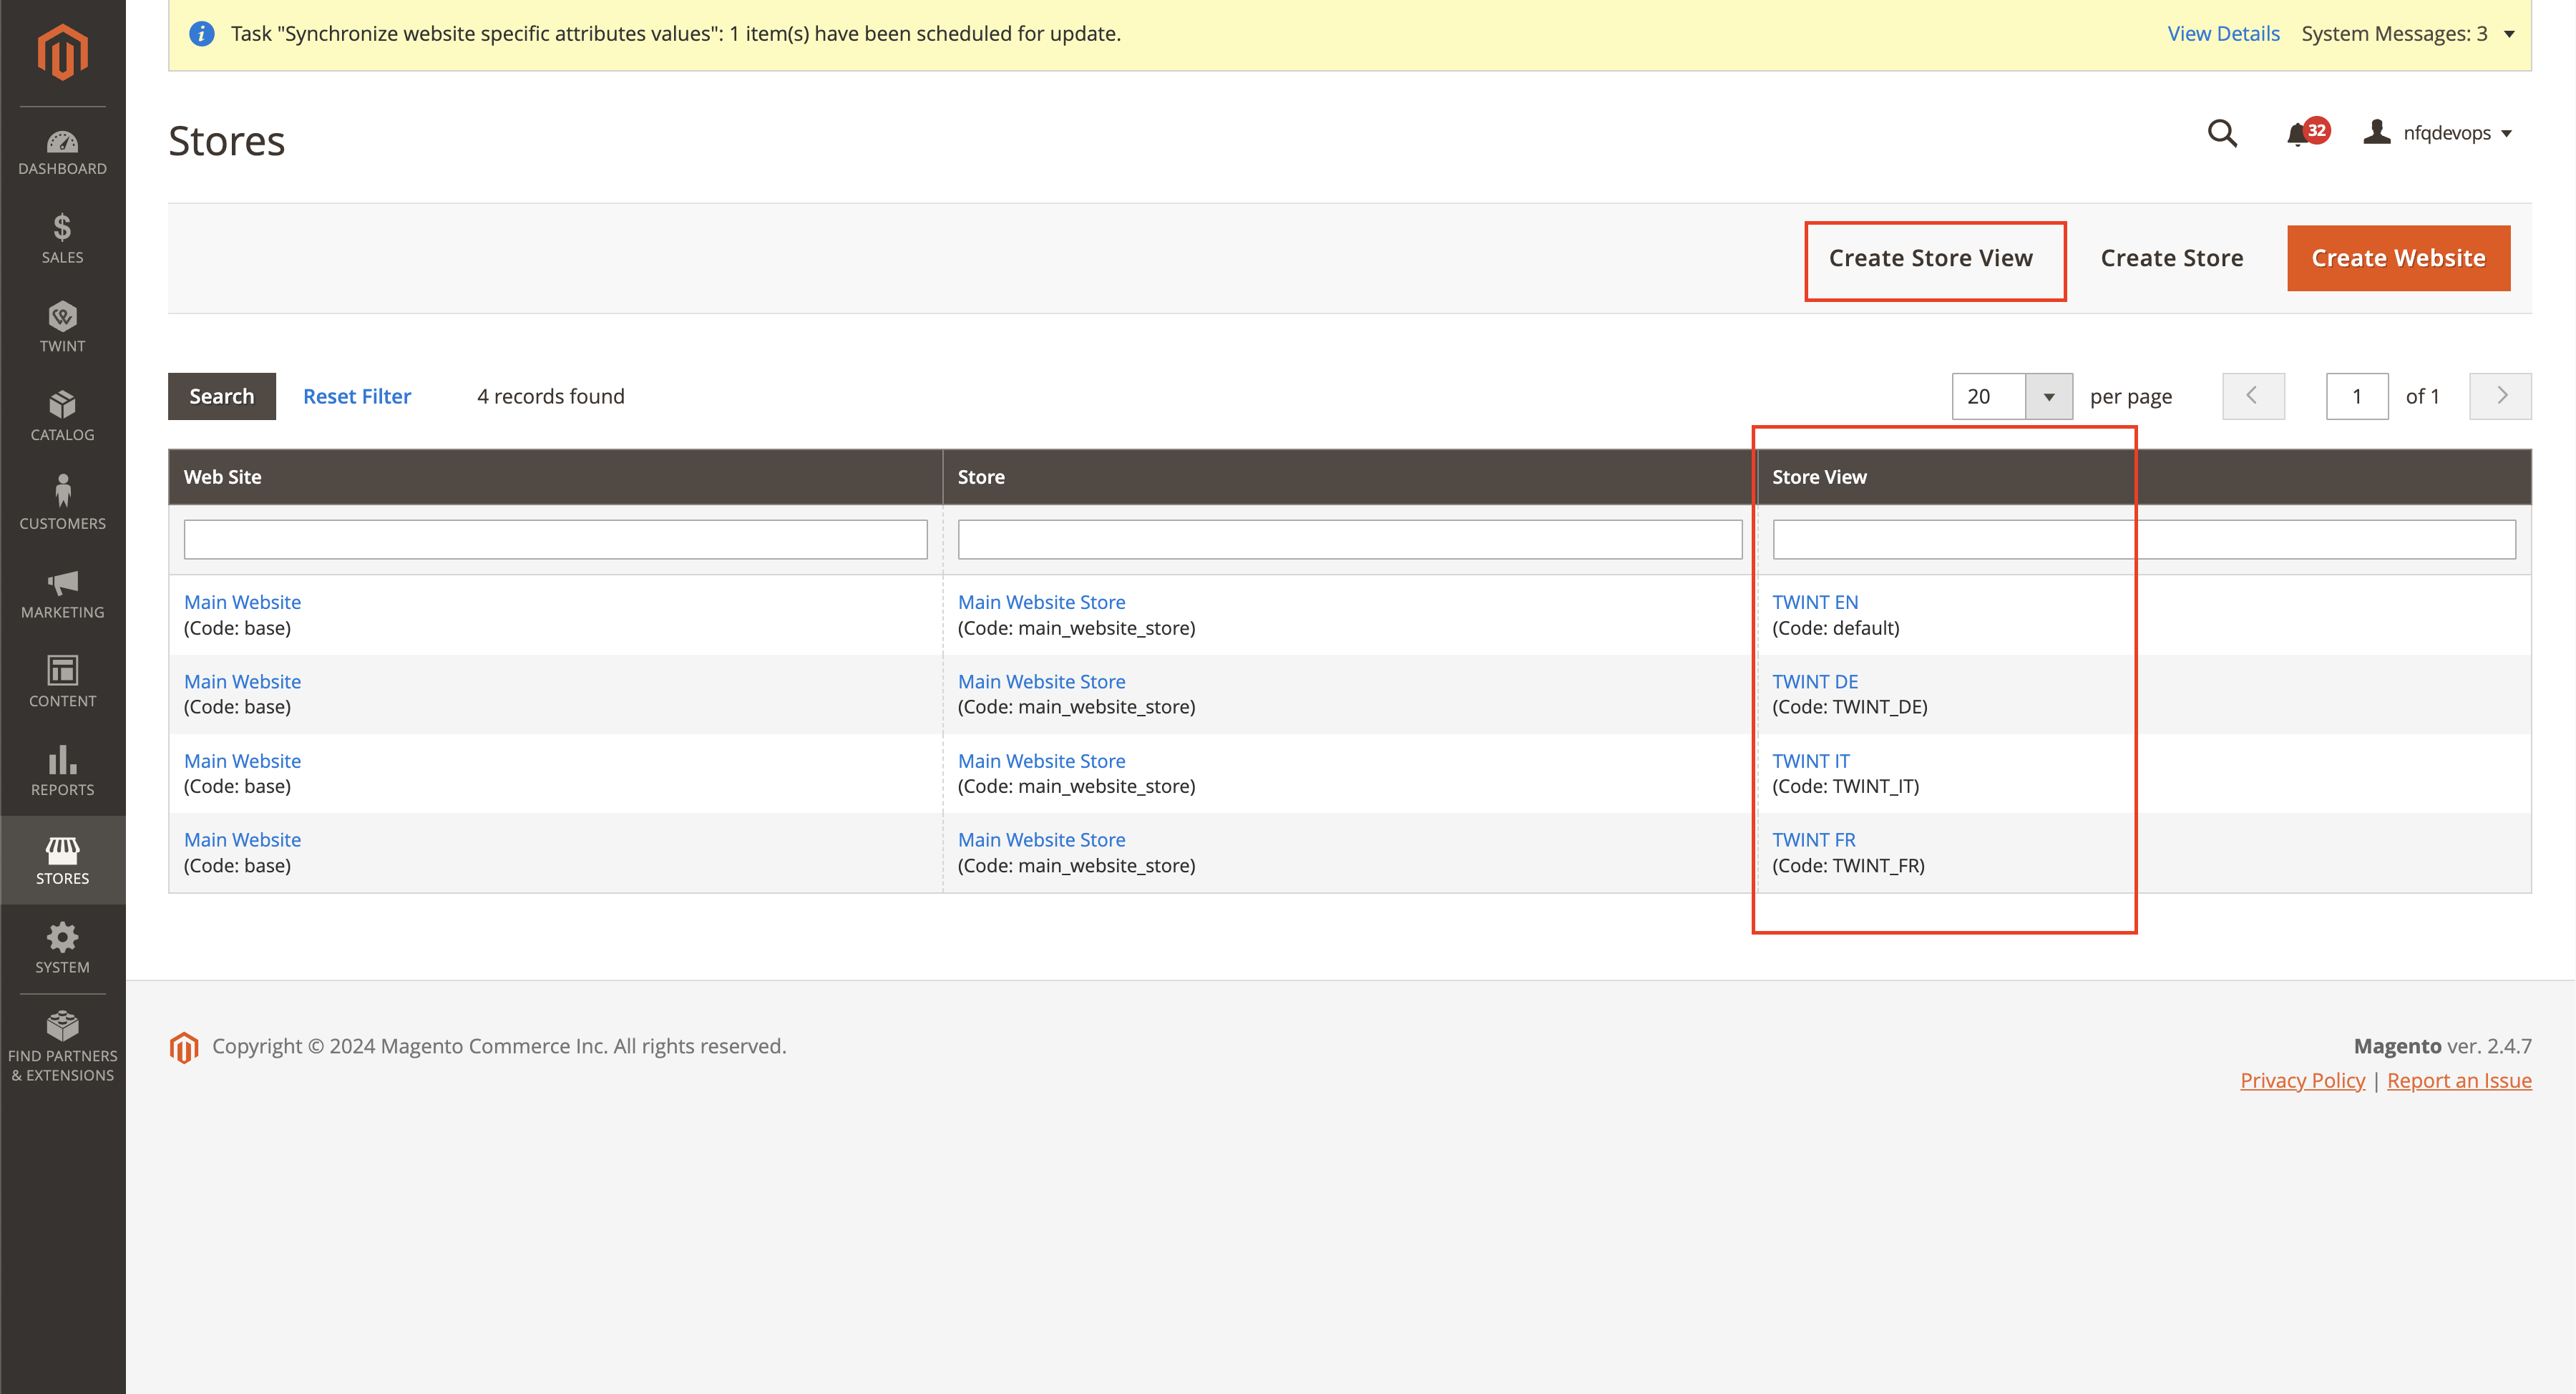 Task "Synchronize website specific attributes values": 1 item(s) have been scheduled for update.
View Details
System Messages: 3
DASHBOARD
SALES
TWINT
CATALOG
CUSTOMERS
MARKETING
CONTENT
REPORTS
STORES
SYSTEM
FIND PARTNERS
& EXTENSIONS
Stores
32
nfqdevops
Create Store View
Create Store
Create Website
Search
Reset Filter
4 records found
20
per page
1
of 1
Web Site
Store
Store View
Main Website
(Code: base)
Main Website Store
(Code: main_website_store)
TWINT EN
(Code: default)
Main Website
(Code: base)
Main Website Store
(Code: main_website_store)
TWINT DE
(Code: TWINT_DE)
Main Website
(Code: base)
Main Website Store
(Code: main_website_store)
TWINT IT
(Code: TWINT_IT)
Main Website
(Code: base)
Main Website Store
(Code: main_website_store)
TWINT FR
(Code: TWINT_FR)
Copyright © 2024 Magento Commerce Inc. All rights reserved.
Magento ver. 2.4.7
Privacy Policy | Report an Issue